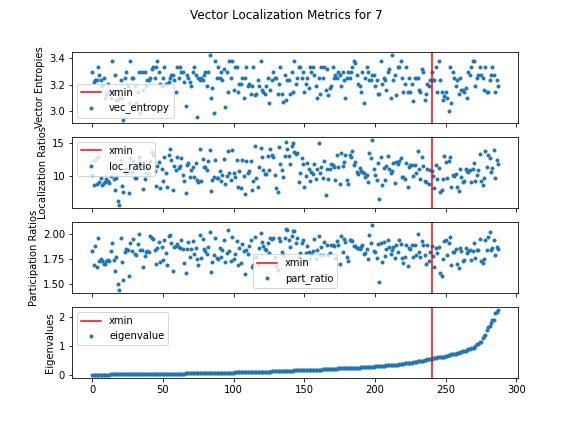 Vector Localization Metrics for 7
Vector Entropies
3.4
3.2
3.0
xmin
vec_entropy
Localization Ratios
15
10
xmin
loc_ratio
Participation Ratios
2.00
1.75
1.50
xmin
part_ratio
Eigenvalues
2
1
0
xmin
eigenvalue
0
50
100
150
200
250
300